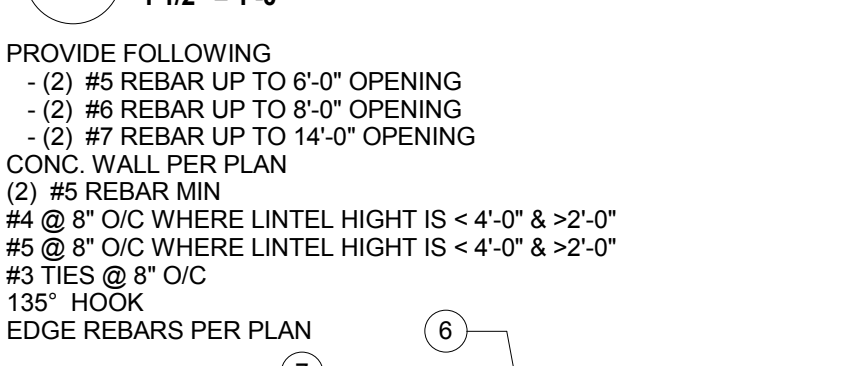 PROVIDE FOLLOWING
- (2) #5 REBAR UP TO 6'-0" OPENING
- (2) #6 REBAR UP TO 8'-0" OPENING
- (2) #7 REBAR UP TO 14'-0" OPENING
CONC. WALL PER PLAN
(2) #5 REBAR MIN
#4 @ 8" O/C WHERE LINTEL HIGHT IS < 4'-0" & >2'-0"
#5 @ 8" O/C WHERE LINTEL HIGHT IS < 4'-0" & >2'-0"
#3 TIES @ 8" O/C
135° HOOK
EDGE REBARS PER PLAN
6